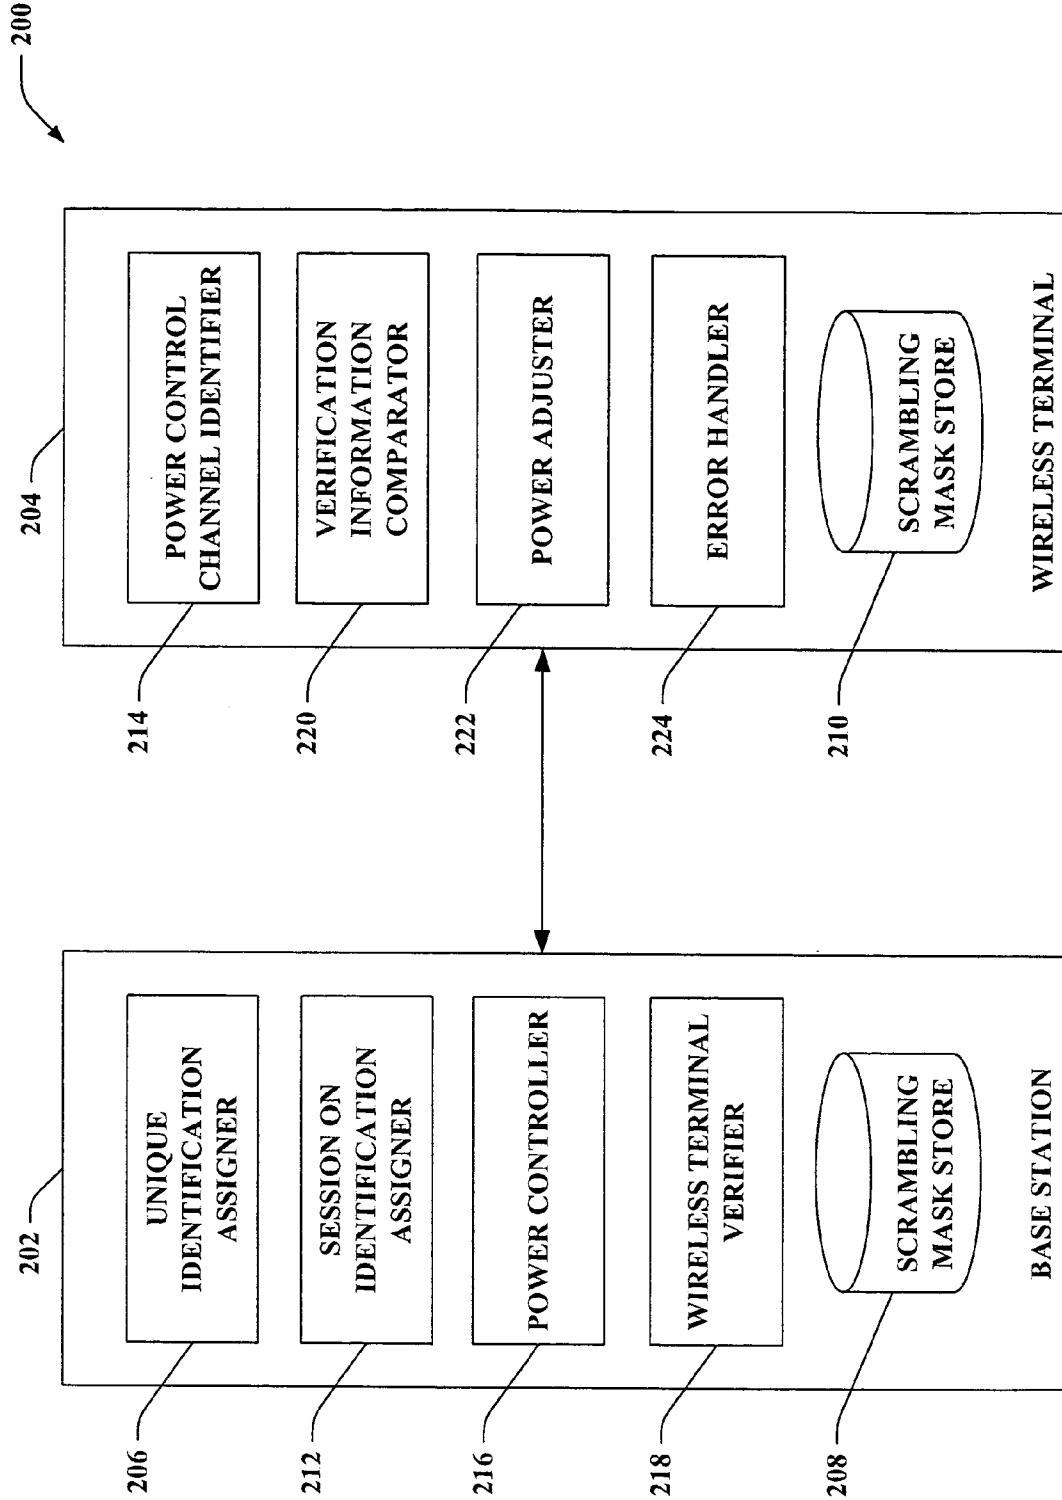 200
202
UNIQUE
IDENTIFICATION
ASSIGNER
206
SESSION ON
IDENTIFICATION
ASSIGNER
212
POWER CONTROLLER
216
WIRELESS TERMINAL
VERIFIER
218
SCRAMBLING
MASK STORE
208
BASE STATION
204
POWER CONTROL
CHANNEL IDENTIFIER
214
VERIFICATION
INFORMATION
COMPARATOR
220
POWER ADJUSTER
222
ERROR HANDLER
224
SCRAMBLING
MASK STORE
210
WIRELESS TERMINAL